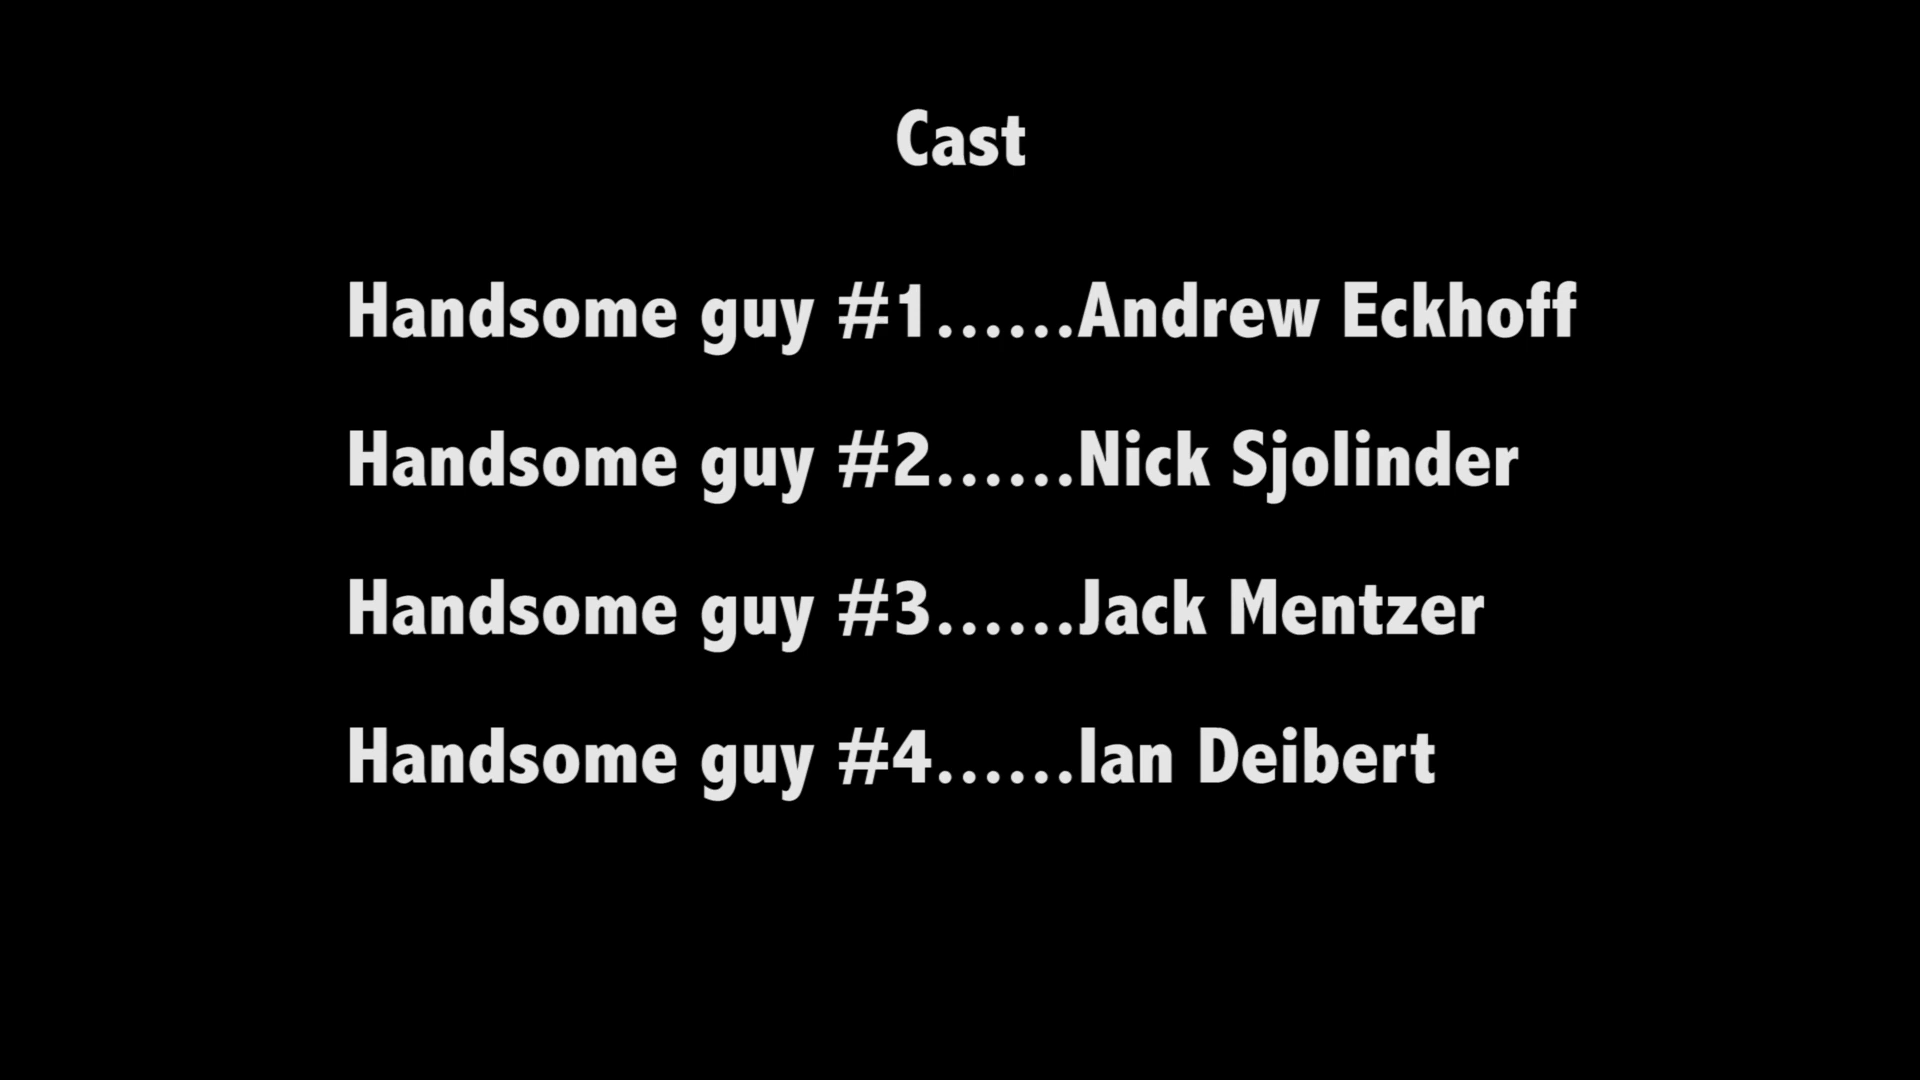 Cast
Handsome guy #1......Andrew Eckhoff
Handsome guy #2......Nick Sjolinder
Handsome guy #3......Jack Mentzer
Handsome guy #4......Ian Deibert